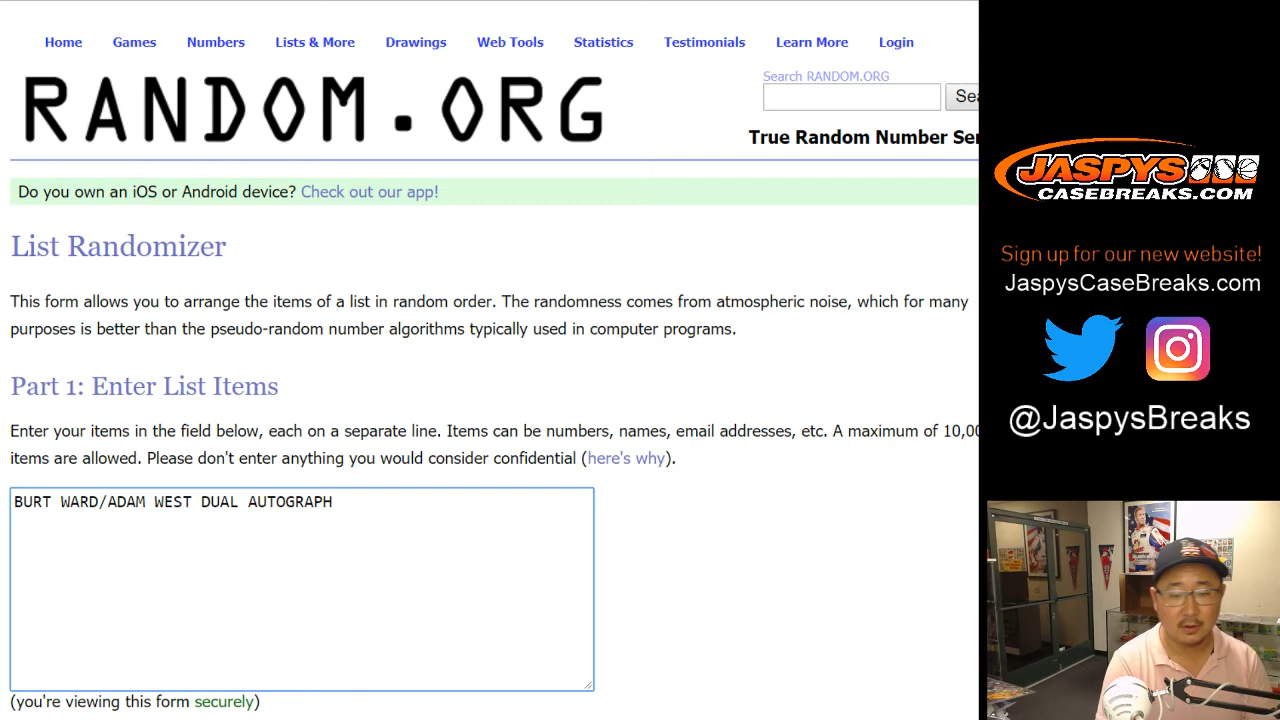 Home Games Numbers Lists & More Drawings Web Tools Statistics Testimonials Learn More Login
RANDOM.ORG
Search RANDOM.ORG
Sea
True Random Number Ser
Do you own an iOS or Android device? Check out our app!
List Randomizer
This form allows you to arrange the items of a list in random order. The randomness comes from atmospheric noise, which for many
purposes is better than the pseudo-random number algorithms typically used in computer programs.
Part 1: Enter List Items
Enter your items in the field below, each on a separate line. Items can be numbers, names, email addresses, etc. A maximum of 10,00
items are allowed. Please don't enter anything you would consider confidential (here's why).
BURT WARD/ADAM WEST DUAL AUTOGRAPH
(you're viewing this form securely)
JASPYS
CASEBREAKS.COM
Sign up for our new website!
JaspysCaseBreaks.com
@JaspysBreaks